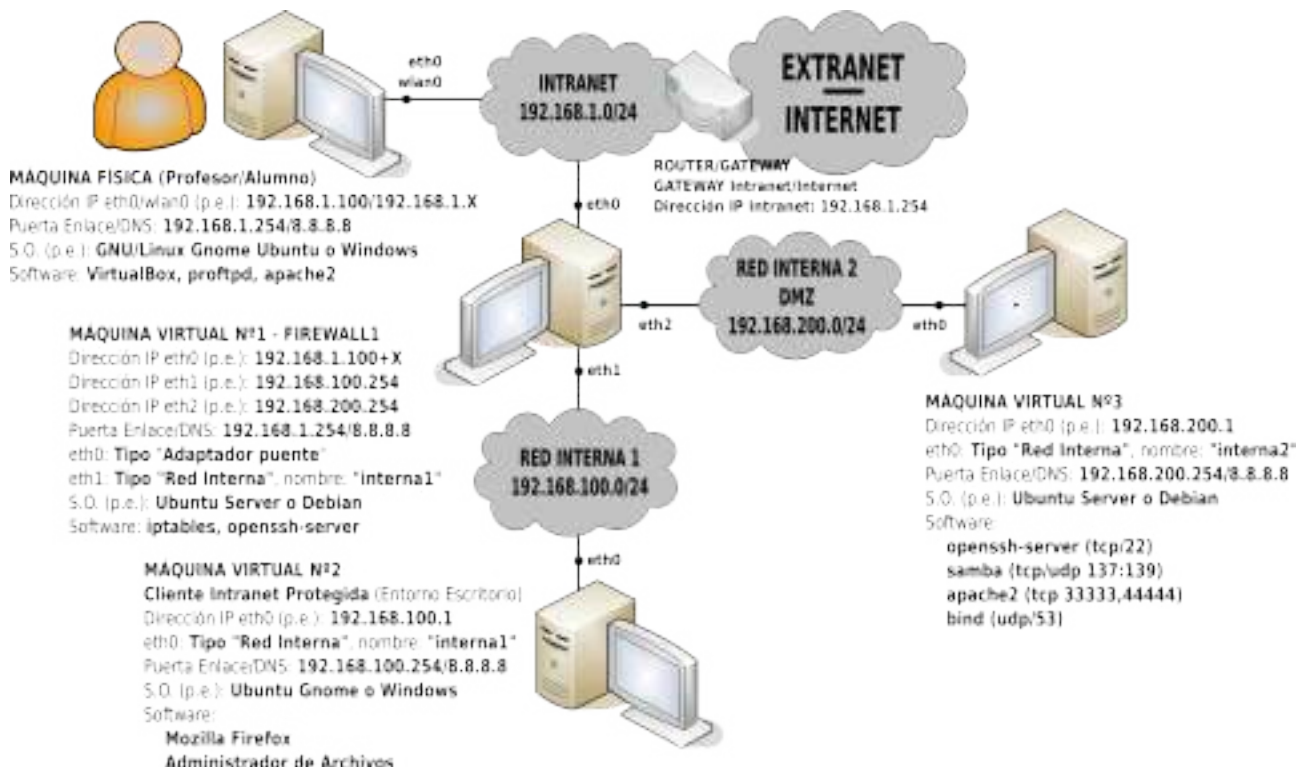 eth0
wlan0
INTRANET
192.168.1.0/24
EXTRANET
INTERNET
ROUTER/GATEWAY
GATEWAY Intranet/Internet
Dirección IP intranet: 192.168.1.254
MÁQUINA FÍSICA (Profesor/Alumno)
Dirección IP eth0/wlan0 (p.e.): 192.168.1.100/192.168.1.X
Puerta Enlace/DNS: 192.168.1.254/8.8.8.8
S.O. (p.e.): GNU/Linux Gnome Ubuntu o Windows
Software: VirtualBox, proftpd, apache2
eth0
eth2
eth1
RED INTERNA 2
DMZ
192.168.200.0/24
eth0
MÁQUINA VIRTUAL Nº1 - FIREWALL1
Dirección IP eth0 (p.e.): 192.168.1.100+X
Dirección IP eth1 (p.e.): 192.168.100.254
Dirección IP eth2 (p.e.): 192.168.200.254
Puerta Enlace/DNS: 192.168.1.254/8.8.8.8
eth0: Tipo "Adaptador puente"
eth1: Tipo "Red Interna", nombre: "interna1"
S.O. (p.e.): Ubuntu Server o Debian
Software: iptables, openssh-server
RED INTERNA 1
192.168.100.0/24
eth0
MÁQUINA VIRTUAL Nº3
Dirección IP eth0 (p.e.): 192.168.200.1
eth0: Tipo "Red Interna", nombre: "interna2"
Puerta Enlace/DNS: 192.168.200.254/8.8.8.8
S.O. (p.e.): Ubuntu Server o Debian
Software:
openssh-server (tcp/22)
samba (tcp/udp 137:139)
apache2 (tcp 33333,44444)
bind (udp/53)
MÁQUINA VIRTUAL Nº2
Cliente Intranet Protegida (Entorno Escritorio)
Dirección IP eth0 (p.e.): 192.168.100.1
eth0: Tipo "Red Interna", nombre: "interna1"
Puerta Enlace/DNS: 192.168.100.254/8.8.8.8
S.O. (p.e.): Ubuntu Gnome o Windows
Software:
Mozilla Firefox
Administrador de Archivos